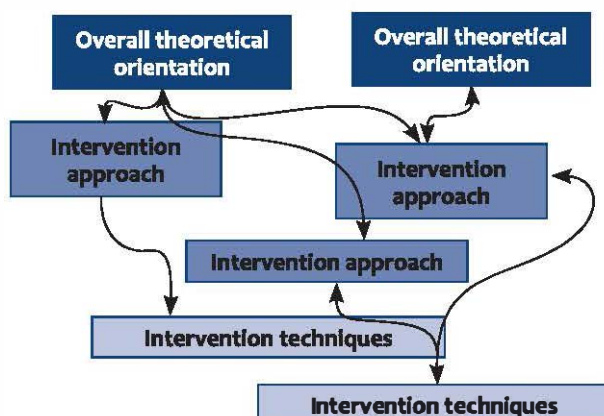 Overall theoretical
orientation
Overall theoretical
orientation
Intervention
approach
Intervention
approach
Intervention approach
Intervention techniques
Intervention techniques